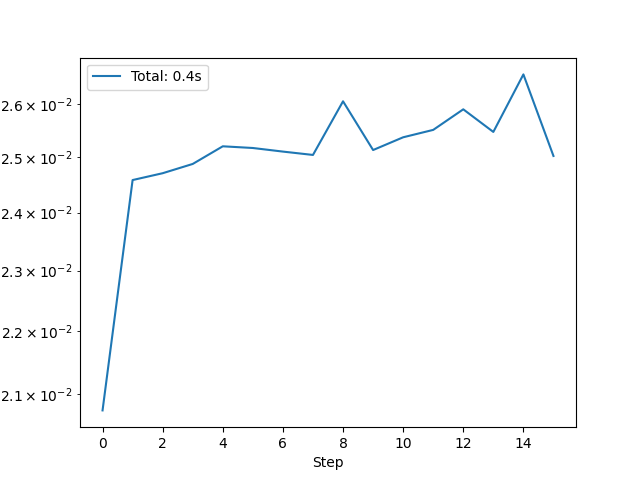 Total: 0.4s
2.6 × 10⁻²
2.5 × 10⁻²
2.4 × 10⁻²
2.3 × 10⁻²
2.2 × 10⁻²
2.1 × 10⁻²
0 2 4 6 8 10 12 14
Step